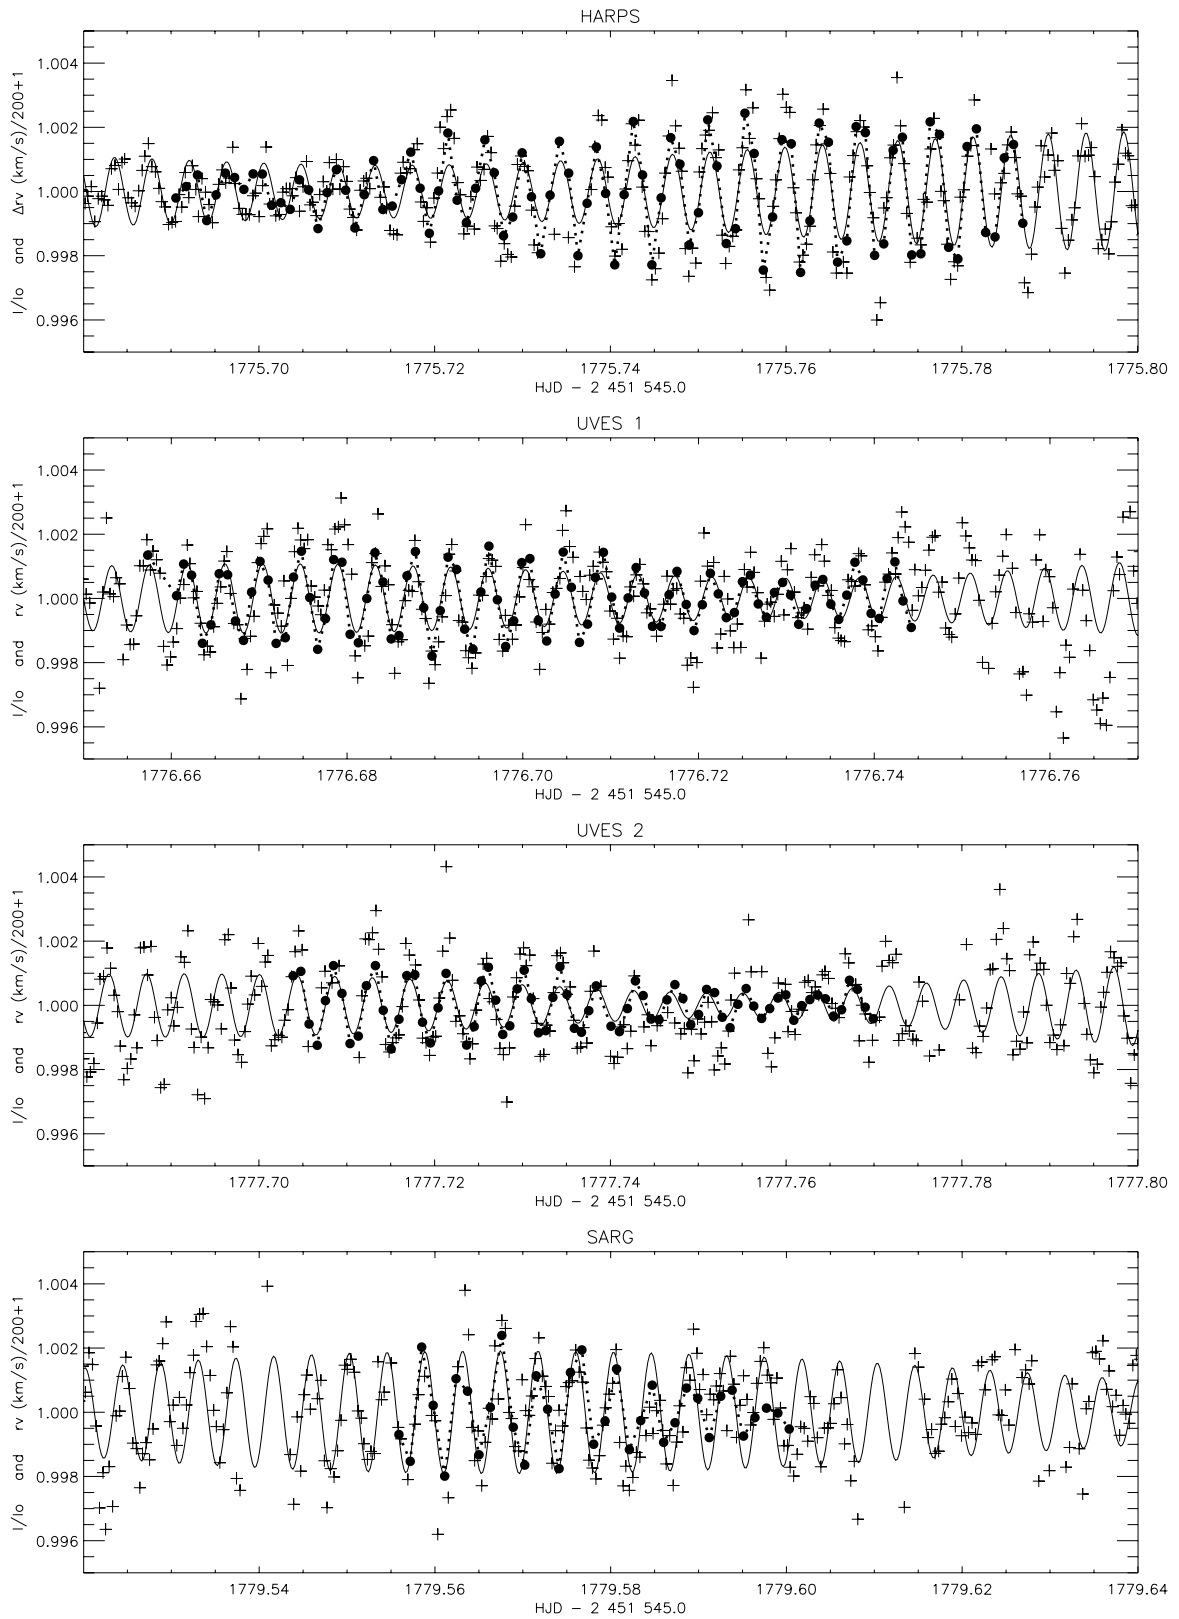 HARPS
I/Io and Δrv (km/s)/200+1
1.004
1.002
1.000
0.998
0.996
1775.70 1775.72 1775.74 1775.76 1775.78 1775.80
HJD − 2 451 545.0
UVES 1
I/Io and rv (km/s)/200+1
1.004
1.002
1.000
0.998
0.996
1776.66 1776.68 1776.70 1776.72 1776.74 1776.76
HJD − 2 451 545.0
UVES 2
I/Io and rv (km/s)/200+1
1.004
1.002
1.000
0.998
0.996
1777.70 1777.72 1777.74 1777.76 1777.78 1777.80
HJD − 2 451 545.0
SARG
I/Io and rv (km/s)/200+1
1.004
1.002
1.000
0.998
0.996
1779.54 1779.56 1779.58 1779.60 1779.62 1779.64
HJD − 2 451 545.0